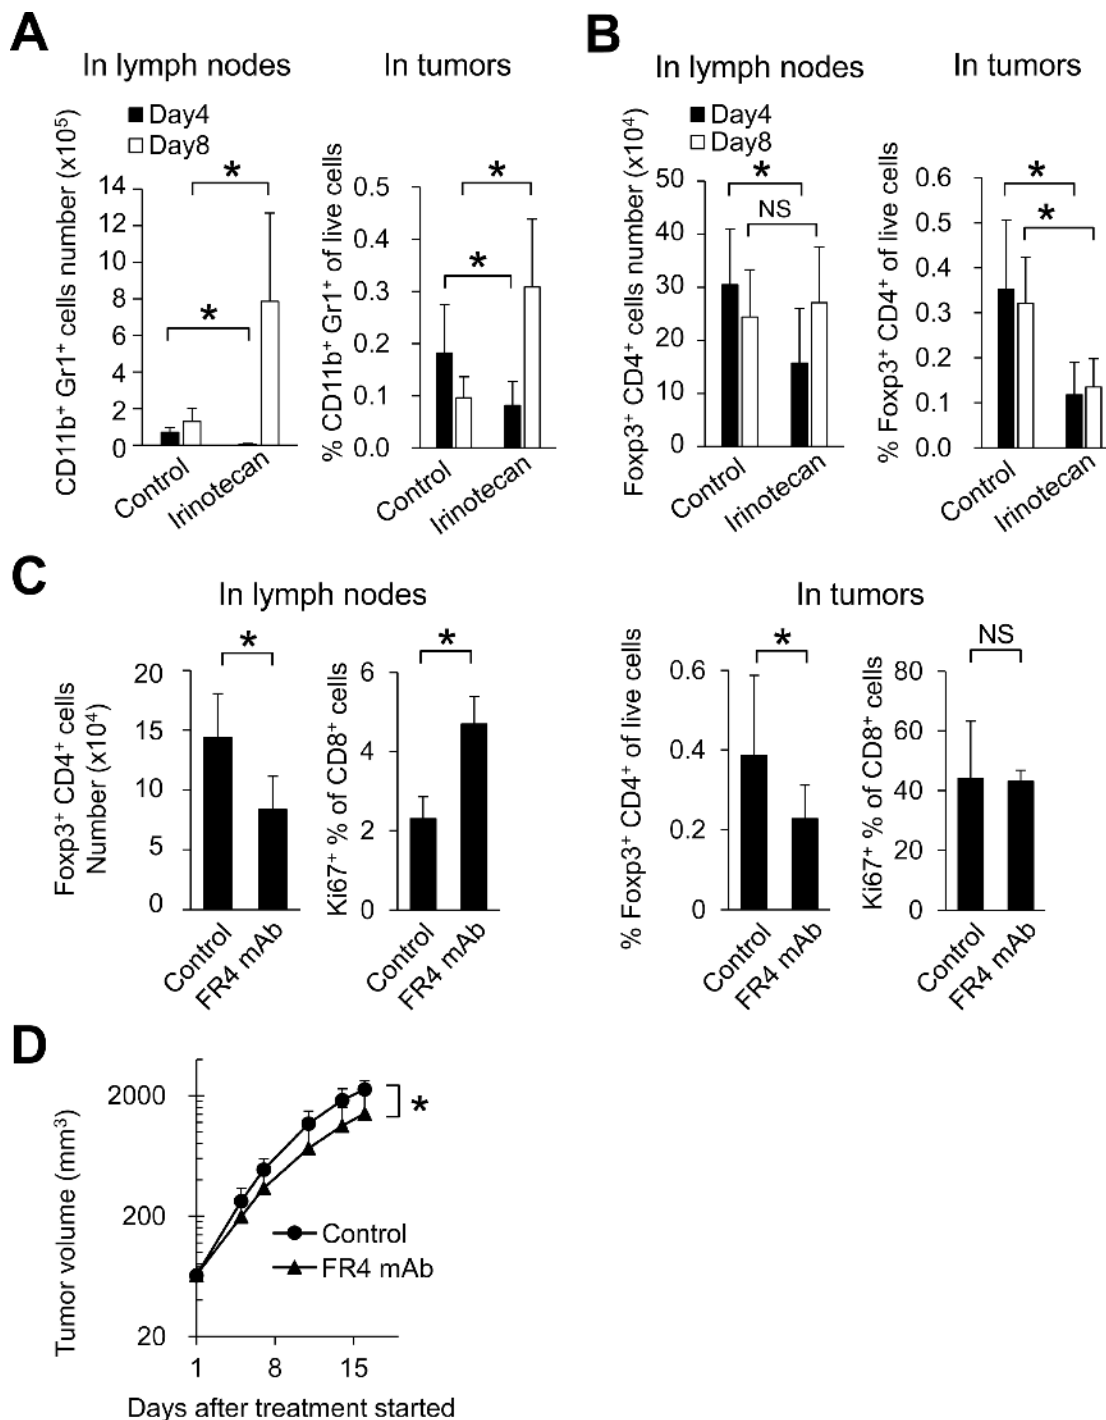 A
In lymph nodes
In tumors
Day4
Day8
CD11b⁺ Gr1⁺ cells number (x10⁵)
14
12
10
8
6
4
2
0
*
*
Control
Irinotecan
% CD11b⁺ Gr1⁺ of live cells
0.5
0.4
0.3
0.2
0.1
0.0
*
*
Control
Irinotecan
B
In lymph nodes
In tumors
Day4
Day8
Foxp3⁺ CD4⁺ cells number (x10⁴)
50
40
30
20
10
0
*
NS
Control
Irinotecan
% Foxp3⁺ CD4⁺ of live cells
0.6
0.5
0.4
0.3
0.2
0.1
0.0
*
*
Control
Irinotecan
C
In lymph nodes
In tumors
Foxp3⁺ CD4⁺ cells
Number (x10⁴)
20
15
10
5
0
*
Control
FR4 mAb
Ki67⁺ % of CD8⁺ cells
6
4
2
0
*
Control
FR4 mAb
% Foxp3⁺ CD4⁺ of live cells
0.6
0.4
0.2
0
*
Control
FR4 mAb
Ki67⁺ % of CD8⁺ cells
80
60
40
20
0
NS
Control
FR4 mAb
D
Tumor volume (mm³)
2000
200
20
*
Control
FR4 mAb
1
8
15
Days after treatment started